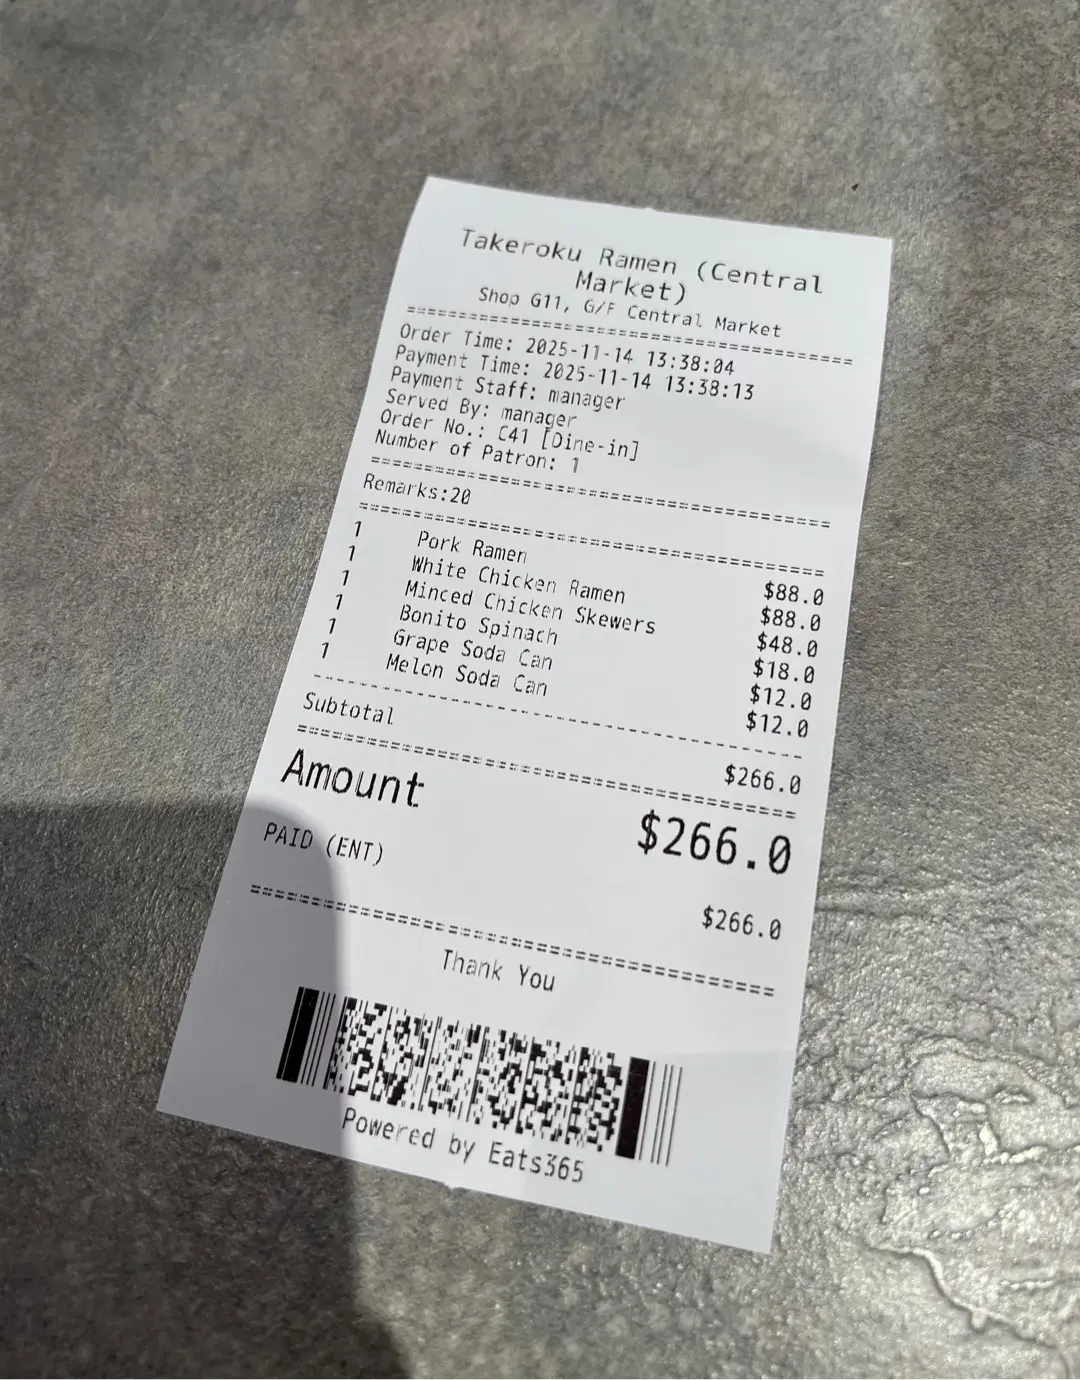 Takeroku Ramen (Central
Market)
Shop G11, G/F Central Market
==========================================
Order Time: 2025-11-14 13:38:04
Payment Time: 2025-11-14 13:38:13
Payment Staff: manager
Served By: manager
Order No.: C41 [Dine-in]
Number of Patron: 1
==========================================
Remarks:20
==========================================
1 Pork Ramen $88.0
1 White Chicken Ramen $88.0
1 Minced Chicken Skewers $48.0
1 Bonito Spinach $18.0
1 Grape Soda Can $12.0
1 Melon Soda Can $12.0
------------------------------------------
Subtotal $266.0
==========================================
Amount $266.0
PAID (ENT) $266.0
==========================================
Thank You
Powered by Eats365